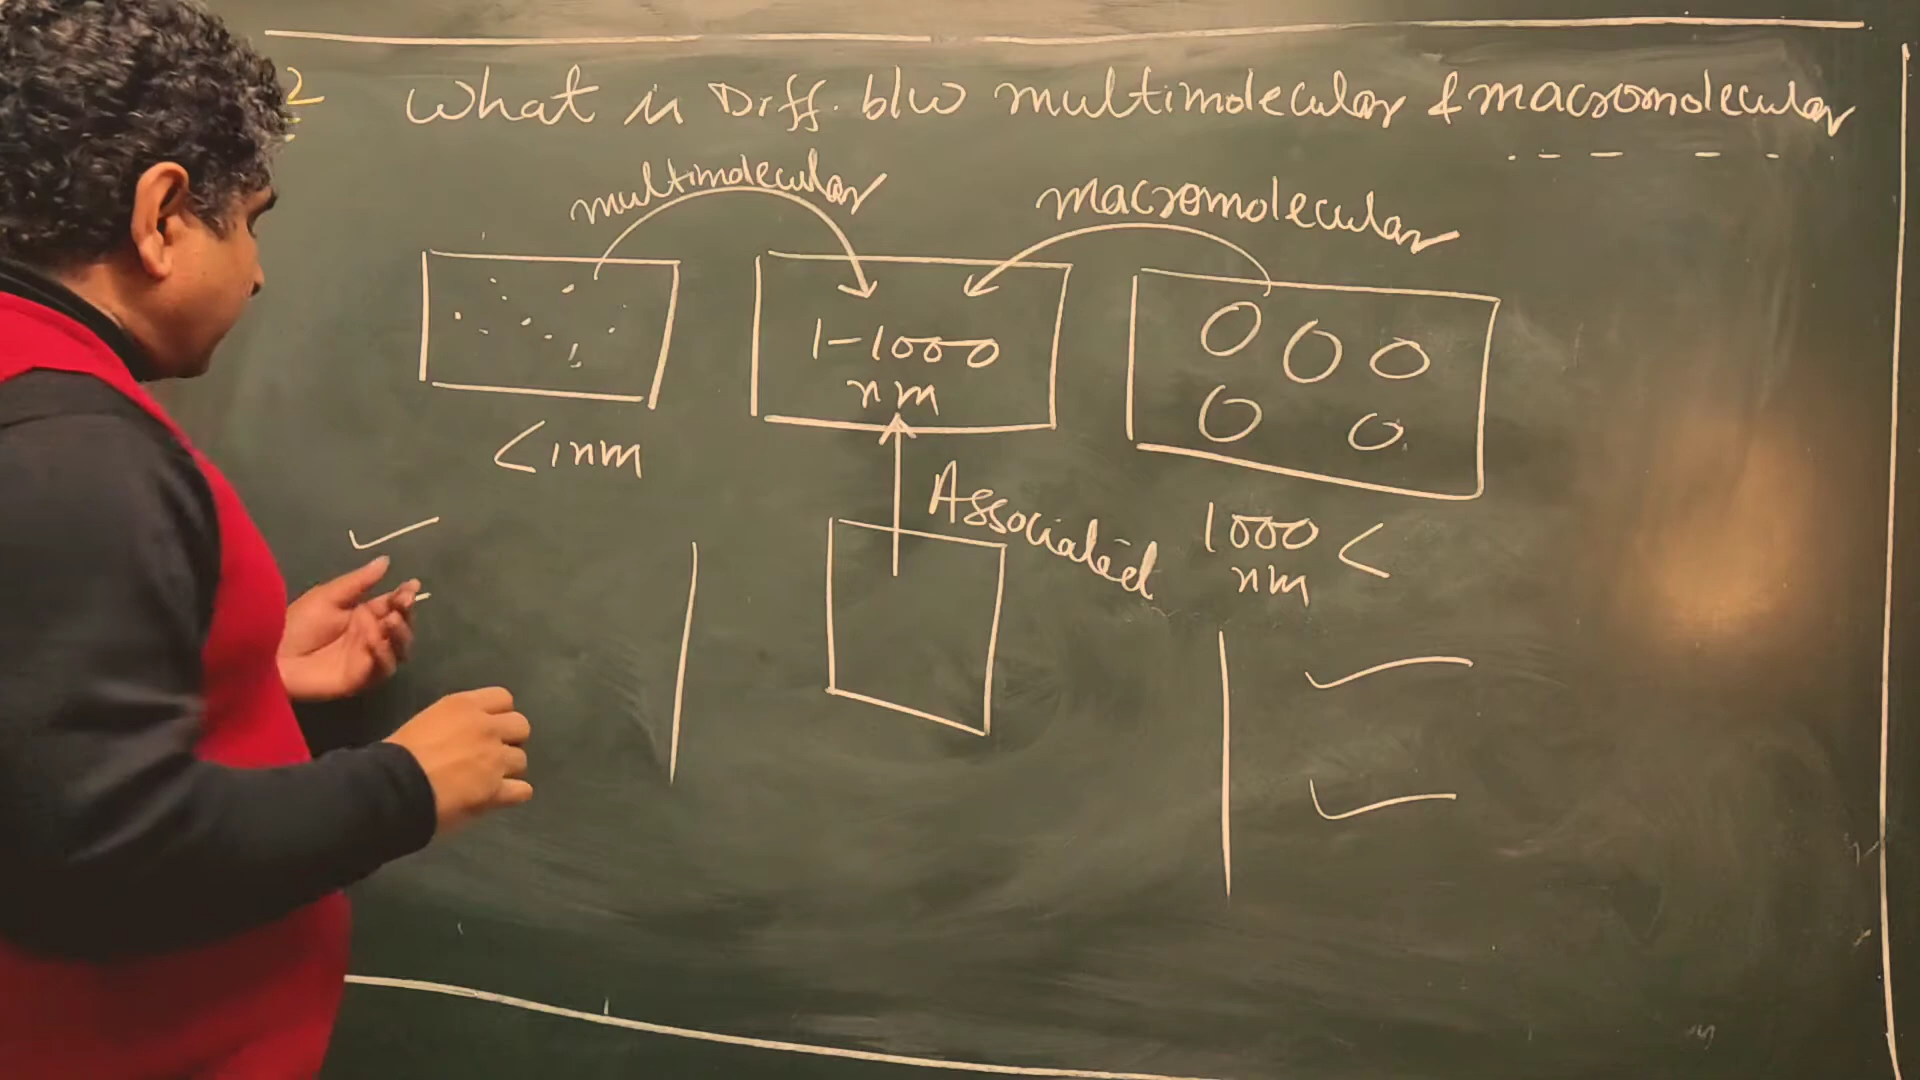 2 What is Diff. b/w multimolecular & macromolecular
multimolecular
macromolecular
1-1000
nm
<1nm
Associated
1000 <
nm